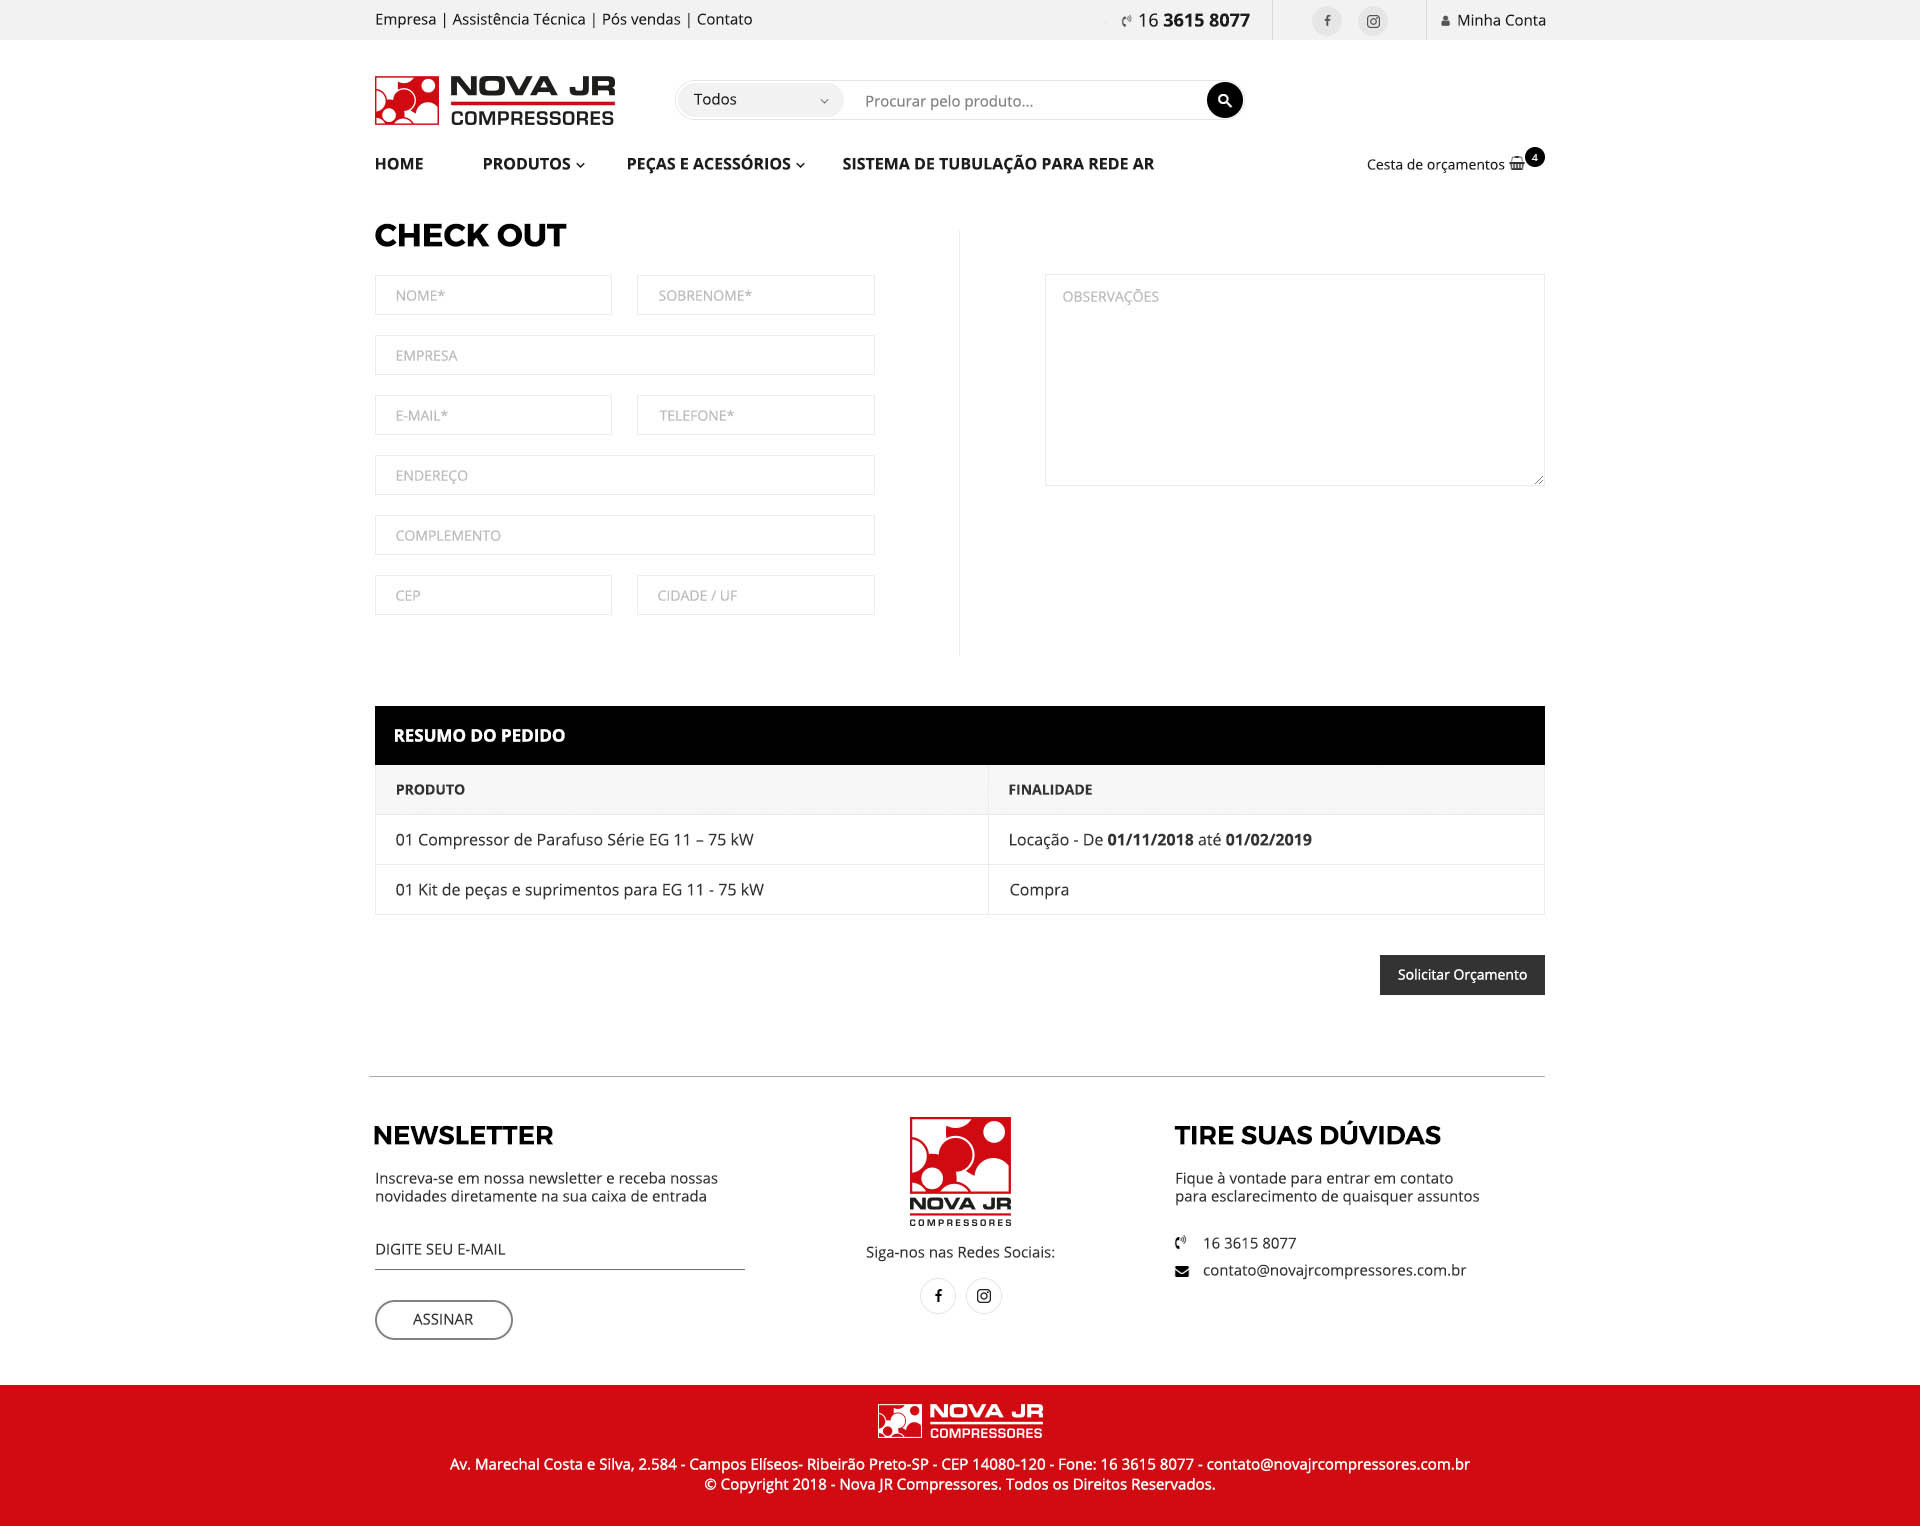 Empresa | Assistência Técnica | Pós vendas | Contato
16 3615 8077
Minha Conta
NOVA JR
COMPRESSORES
Todos
Procurar pelo produto...
HOME
PRODUTOS
PEÇAS E ACESSÓRIOS
SISTEMA DE TUBULAÇÃO PARA REDE AR
Cesta de orçamentos
4
CHECK OUT
NOME*
SOBRENOME*
EMPRESA
E-MAIL*
TELEFONE*
ENDEREÇO
COMPLEMENTO
CEP
CIDADE / UF
OBSERVAÇÕES
RESUMO DO PEDIDO
PRODUTO
FINALIDADE
01 Compressor de Parafuso Série EG 11 – 75 kW
Locação - De 01/11/2018 até 01/02/2019
01 Kit de peças e suprimentos para EG 11 - 75 kW
Compra
Solicitar Orçamento
NEWSLETTER
Inscreva-se em nossa newsletter e receba nossas
novidades diretamente na sua caixa de entrada
DIGITE SEU E-MAIL
ASSINAR
NOVA JR
COMPRESSORES
Siga-nos nas Redes Sociais:
TIRE SUAS DÚVIDAS
Fique à vontade para entrar em contato
para esclarecimento de quaisquer assuntos
16 3615 8077
contato@novajrcompressores.com.br
NOVA JR
COMPRESSORES
Av. Marechal Costa e Silva, 2.584 - Campos Elíseos- Ribeirão Preto-SP - CEP 14080-120 - Fone: 16 3615 8077 - contato@novajrcompressores.com.br
© Copyright 2018 - Nova JR Compressores. Todos os Direitos Reservados.